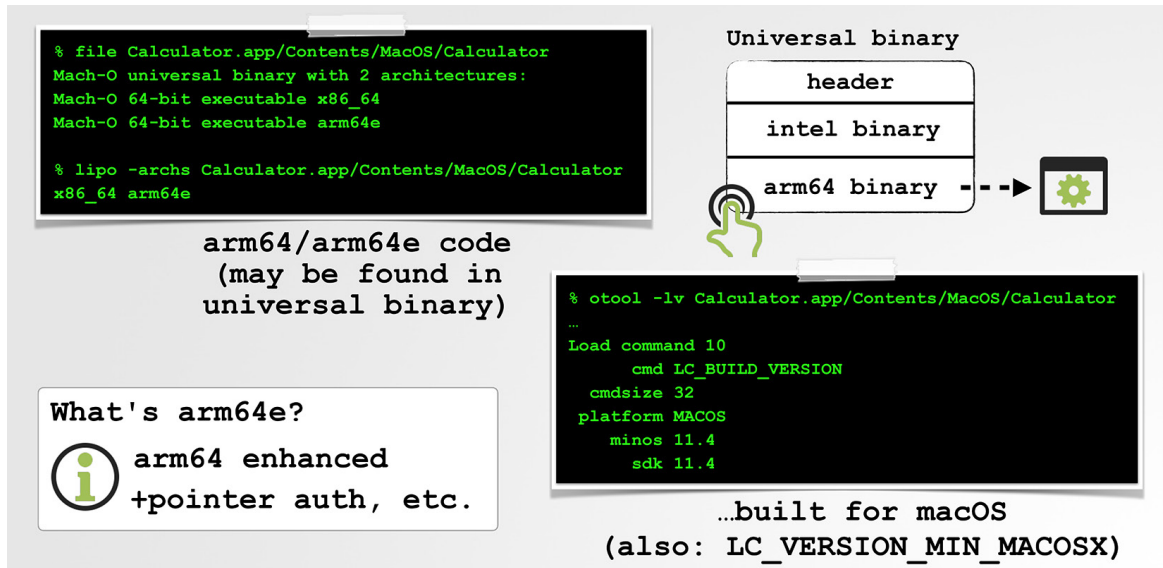 % file Calculator.app/Contents/MacOS/Calculator
Mach-O universal binary with 2 architectures:
Mach-O 64-bit executable x86_64
Mach-O 64-bit executable arm64e
% lipo -archs Calculator.app/Contents/MacOS/Calculator
x86_64 arm64e
arm64/arm64e code
(may be found in
universal binary)
Universal binary
header
intel binary
arm64 binary
What's arm64e?
arm64 enhanced
+pointer auth, etc.
% otool -lv Calculator.app/Contents/MacOS/Calculator
…
Load command 10
cmd LC_BUILD_VERSION
cmdsize 32
platform MACOS
minos 11.4
sdk 11.4
…built for macOS
(also: LC_VERSION_MIN_MACOSX)